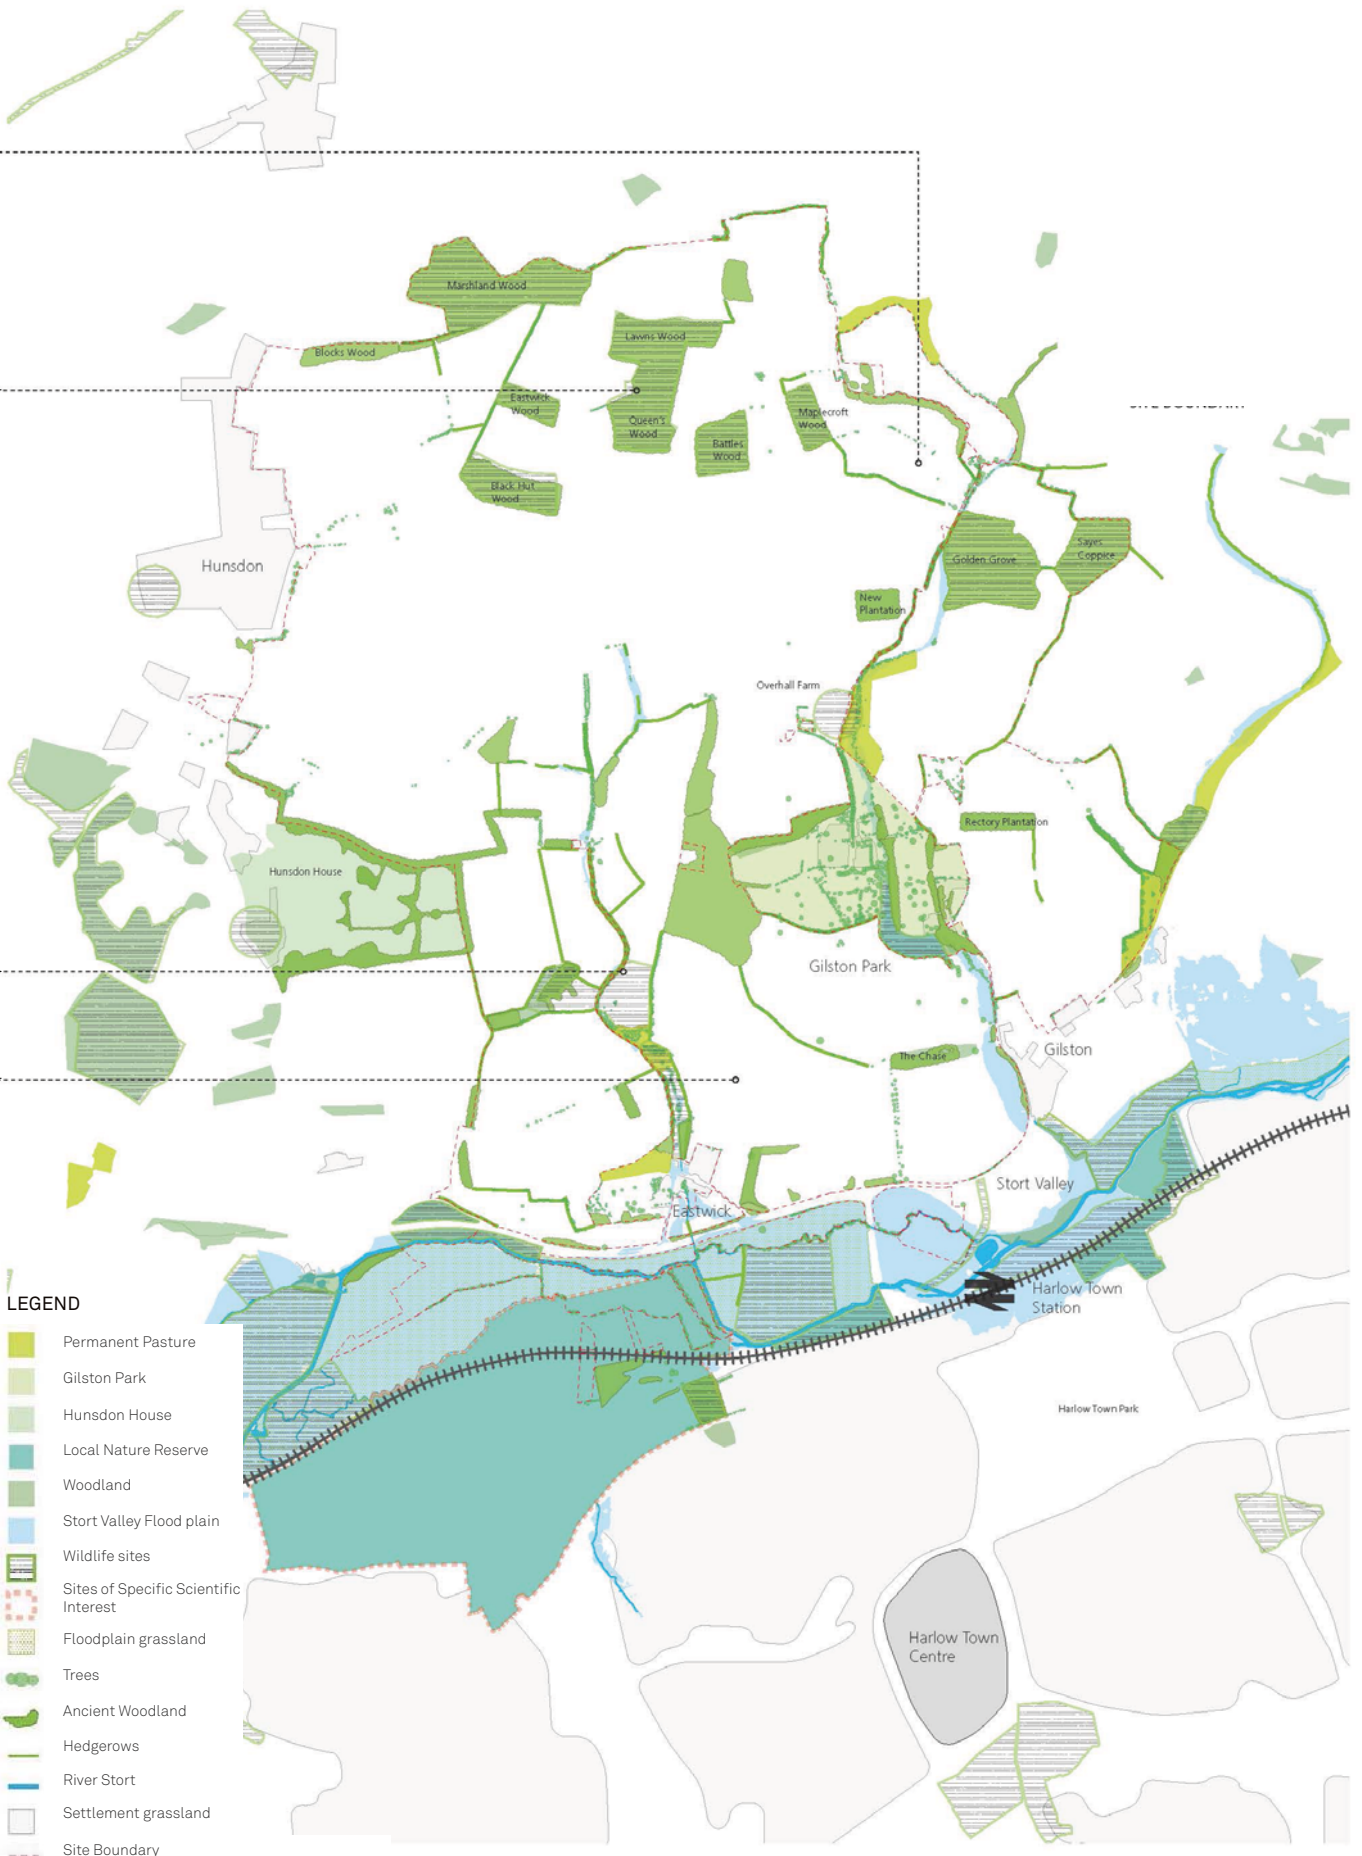 Marshland Wood
Lawns Wood
Blocks Wood
Eastwick
Wood
Queen's
Wood
Maplecroft
Wood
Battles
Wood
Black Hut
Wood
Hunsdon
Golden Grove
Sayes
Coppice
New
Plantation
Overhall Farm
Rectory Plantation
Hunsdon House
Gilston Park
The Chase
Gilston
Stort Valley
Eastwick
Harlow Town
Station
Harlow Town Park
Harlow Town
Centre
LEGEND
Permanent Pasture
Gilston Park
Hunsdon House
Local Nature Reserve
Woodland
Stort Valley Flood plain
Wildlife sites
Sites of Specific Scientific
Interest
Floodplain grassland
Trees
Ancient Woodland
Hedgerows
River Stort
Settlement grassland
Site Boundary